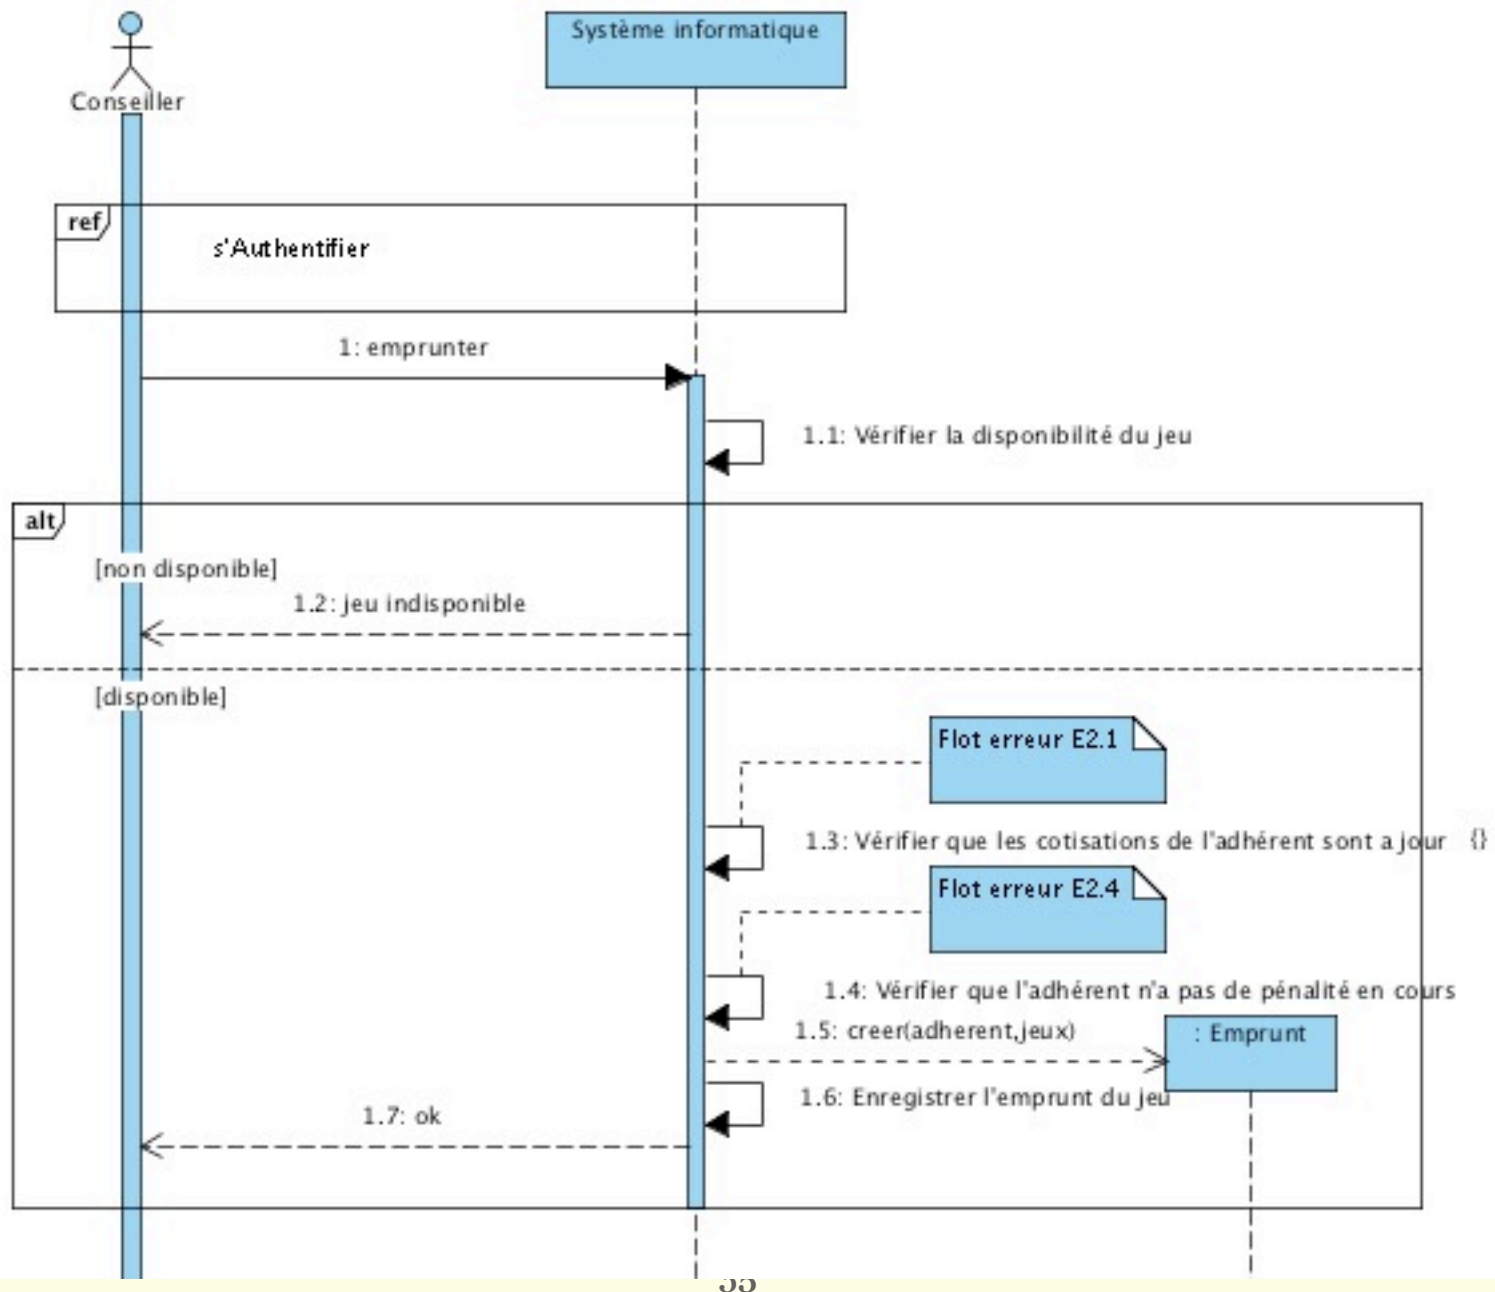 Système informatique
Conseiller
ref
s'Authentifier
1: emprunter
1.1: Vérifier la disponibilité du jeu
alt
[non disponible]
1.2: jeu indisponible
[disponible]
Flot erreur E2.1
1.3: Vérifier que les cotisations de l'adhérent sont a jour {}
Flot erreur E2.4
1.4: Vérifier que l'adhérent n'a pas de pénalité en cours
1.5: creer(adherent,jeux)
: Emprunt
1.6: Enregistrer l'emprunt du jeu
1.7: ok